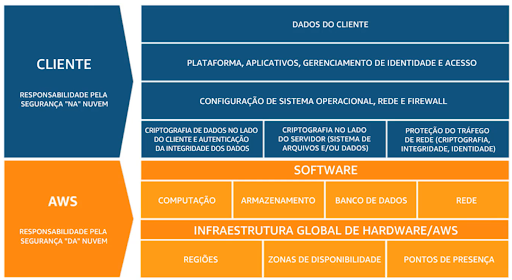 CLIENTE
RESPONSABILIDADE PELA
SEGURANÇA "NA" NUVEM
DADOS DO CLIENTE
PLATAFORMA, APLICATIVOS, GERENCIAMENTO DE IDENTIDADE E ACESSO
CONFIGURAÇÃO DE SISTEMA OPERACIONAL, REDE E FIREWALL
CRIPTOGRAFIA DE DADOS NO LADO
DO CLIENTE E AUTENTICAÇÃO
DA INTEGRIDADE DOS DADOS
CRIPTOGRAFIA NO LADO
DO SERVIDOR (SISTEMA DE
ARQUIVOS E/OU DADOS)
PROTEÇÃO DO TRÁFEGO
DE REDE (CRIPTOGRAFIA,
INTEGRIDADE, IDENTIDADE)
AWS
RESPONSABILIDADE PELA
SEGURANÇA "DA" NUVEM
SOFTWARE
COMPUTAÇÃO
ARMAZENAMENTO
BANCO DE DADOS
REDE
INFRAESTRUTURA GLOBAL DE HARDWARE/AWS
REGIÕES
ZONAS DE DISPONIBILIDADE
PONTOS DE PRESENÇA